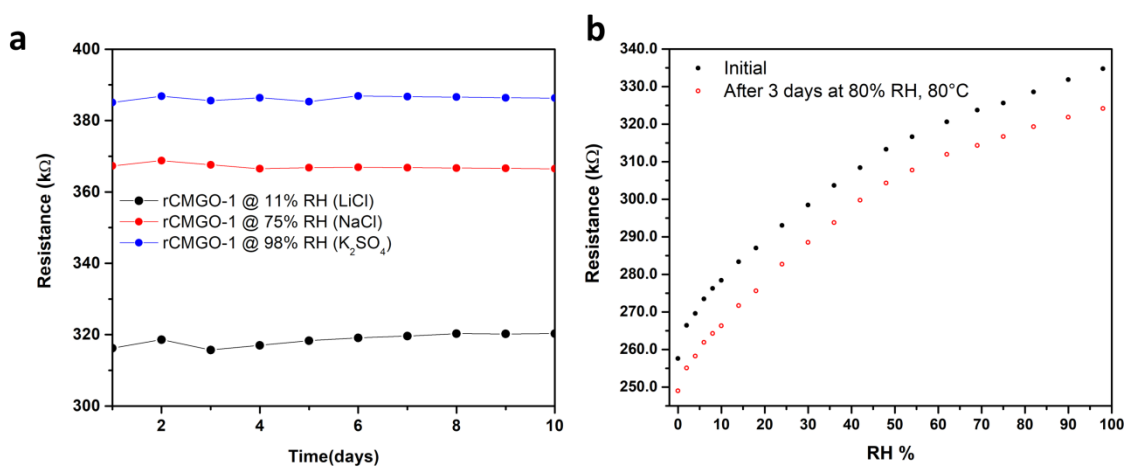 a
400
380
360
340
320
300
Resistance (kΩ)
rCMGO-1 @ 11% RH (LiCl)
rCMGO-1 @ 75% RH (NaCl)
rCMGO-1 @ 98% RH (K₂SO₄)
2 4 6 8 10
Time(days)
b
340.0
330.0
320.0
310.0
300.0
290.0
280.0
270.0
260.0
250.0
Resistance (kΩ)
Initial
After 3 days at 80% RH, 80°C
0 10 20 30 40 50 60 70 80 90 100
RH %